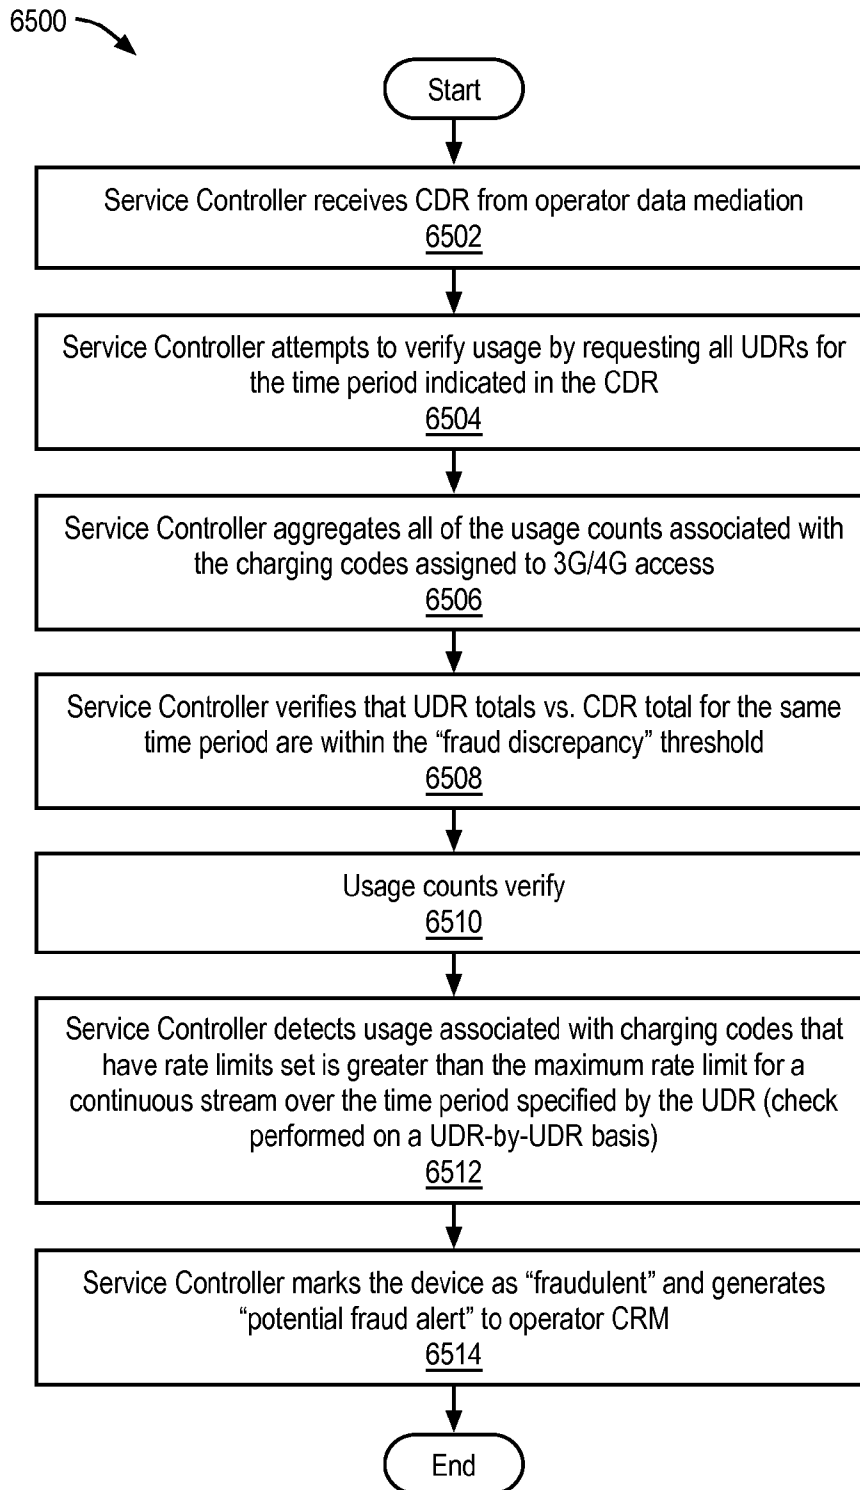 6500
Start
Service Controller receives CDR from operator data mediation
6502
Service Controller attempts to verify usage by requesting all UDRs for
the time period indicated in the CDR
6504
Service Controller aggregates all of the usage counts associated with
the charging codes assigned to 3G/4G access
6506
Service Controller verifies that UDR totals vs. CDR total for the same
time period are within the “fraud discrepancy” threshold
6508
Usage counts verify
6510
Service Controller detects usage associated with charging codes that
have rate limits set is greater than the maximum rate limit for a
continuous stream over the time period specified by the UDR (check
performed on a UDR-by-UDR basis)
6512
Service Controller marks the device as “fraudulent” and generates
“potential fraud alert” to operator CRM
6514
End